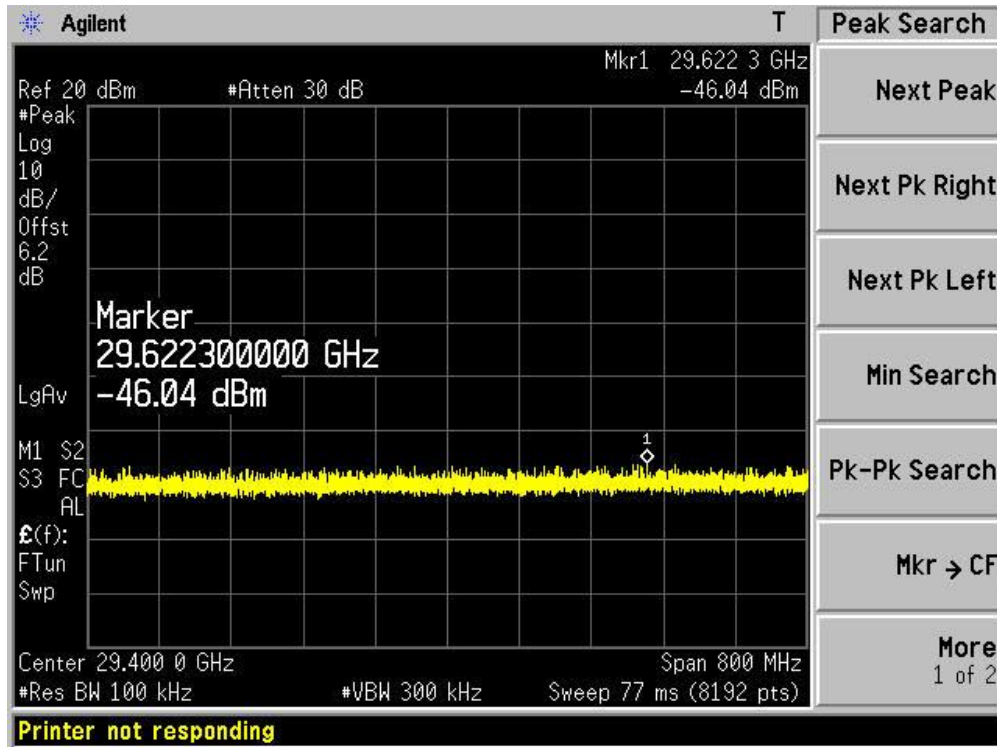 Agilent T Peak Search
Mkr1 29.622 3 GHz
Ref 20 dBm #Atten 30 dB -46.04 dBm
#Peak
Log
10
dB/
Offst
6.2
dB
Marker
29.622300000 GHz
-46.04 dBm
LgAv
1
M1 S2
S3 FC
AL
£(f):
FTun
Swp
Center 29.400 0 GHz Span 800 MHz
#Res BW 100 kHz #VBW 300 kHz Sweep 77 ms (8192 pts)
Printer not responding
Next Peak
Next Pk Right
Next Pk Left
Min Search
Pk-Pk Search
Mkr → CF
More
1 of 2